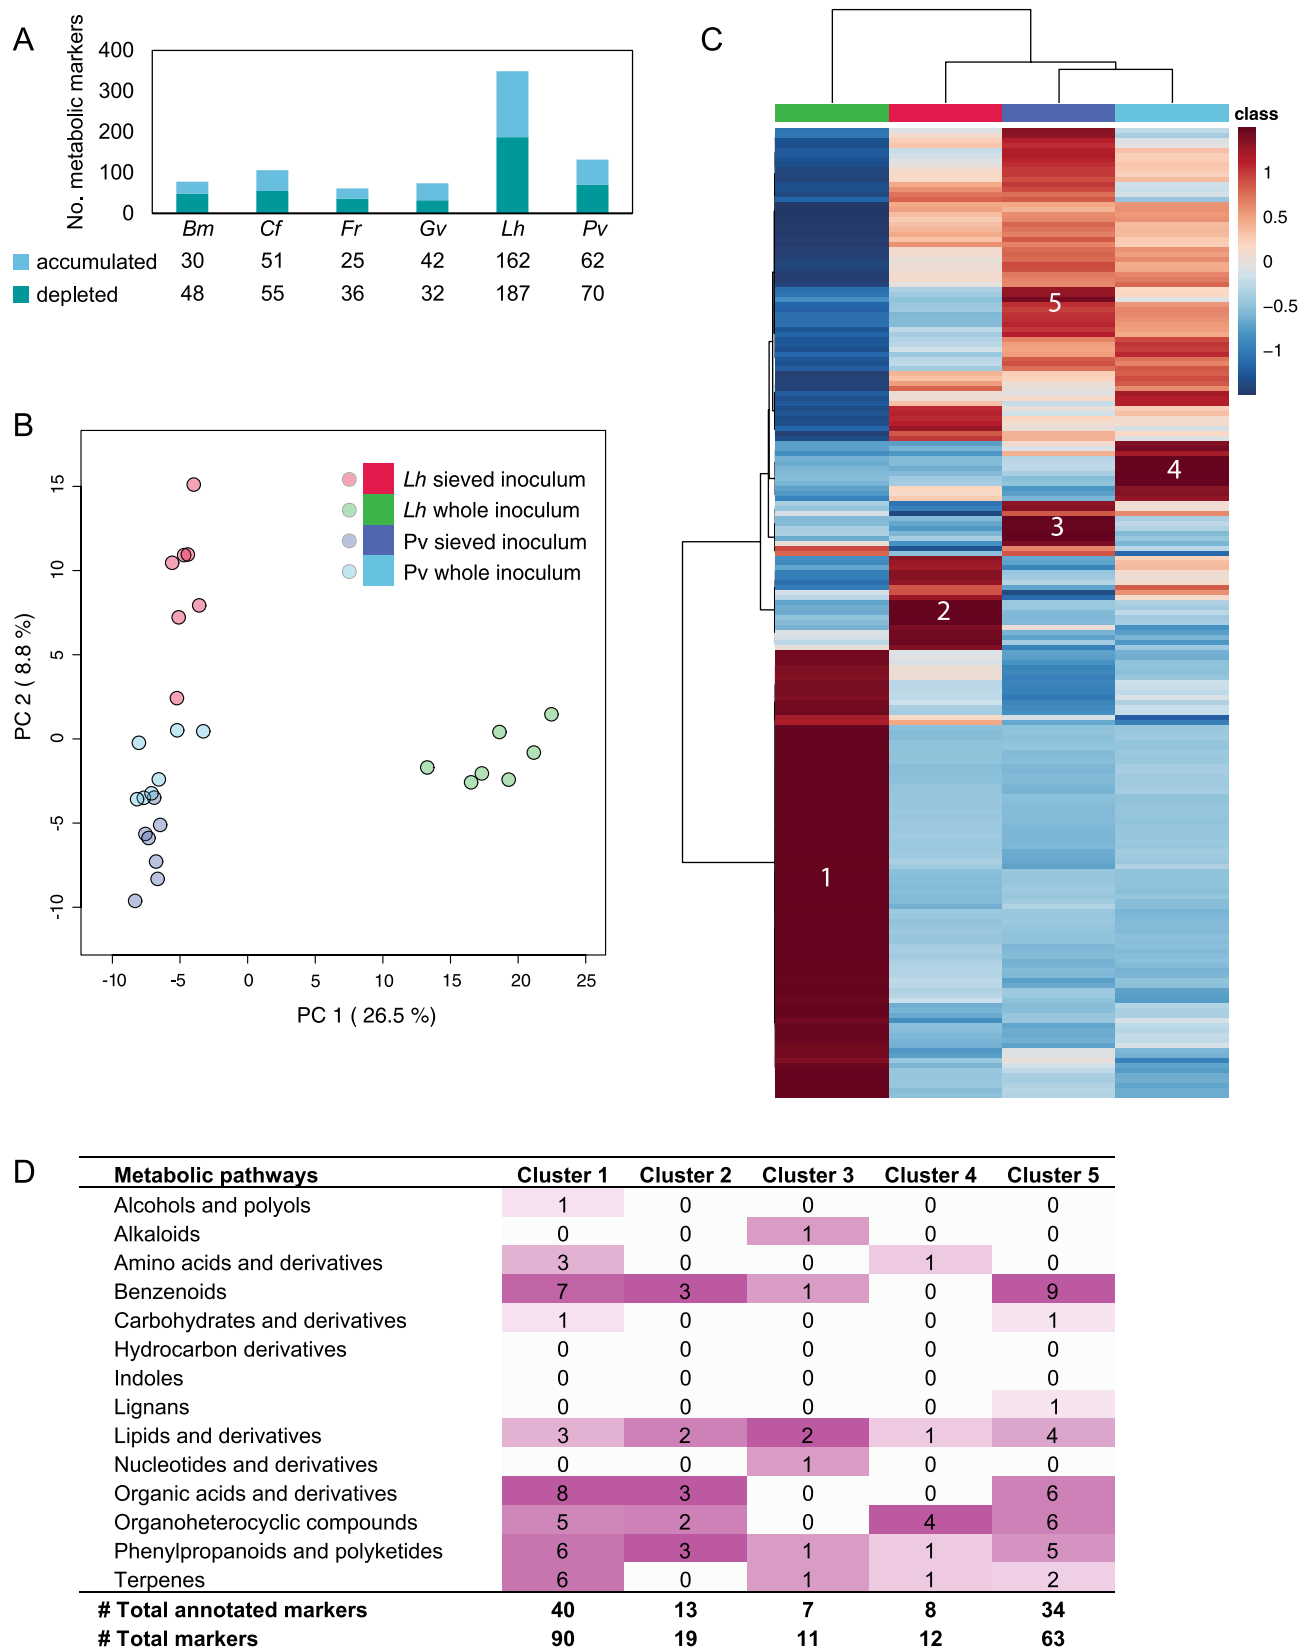 A
No. metabolic markers
400
300
200
100
0
Bm Cf Fr Gv Lh Pv
accumulated 30 51 25 42 162 62
depleted 48 55 36 32 187 70
B
15
10
5
0
-5
-10
PC 2 ( 8.8 %)
Lh sieved inoculum
Lh whole inoculum
Pv sieved inoculum
Pv whole inoculum
-10 -5 0 5 10 15 20 25
PC 1 ( 26.5 %)
C
class
1
0.5
0
−0.5
−1
5
4
3
2
1
D
Metabolic pathways Cluster 1 Cluster 2 Cluster 3 Cluster 4 Cluster 5
Alcohols and polyols 1 0 0 0 0
Alkaloids 0 0 1 0 0
Amino acids and derivatives 3 0 0 1 0
Benzenoids 7 3 1 0 9
Carbohydrates and derivatives 1 0 0 0 1
Hydrocarbon derivatives 0 0 0 0 0
Indoles 0 0 0 0 0
Lignans 0 0 0 0 1
Lipids and derivatives 3 2 2 1 4
Nucleotides and derivatives 0 0 1 0 0
Organic acids and derivatives 8 3 0 0 6
Organoheterocyclic compounds 5 2 0 4 6
Phenylpropanoids and polyketides 6 3 1 1 5
Terpenes 6 0 1 1 2
# Total annotated markers 40 13 7 8 34
# Total markers 90 19 11 12 63